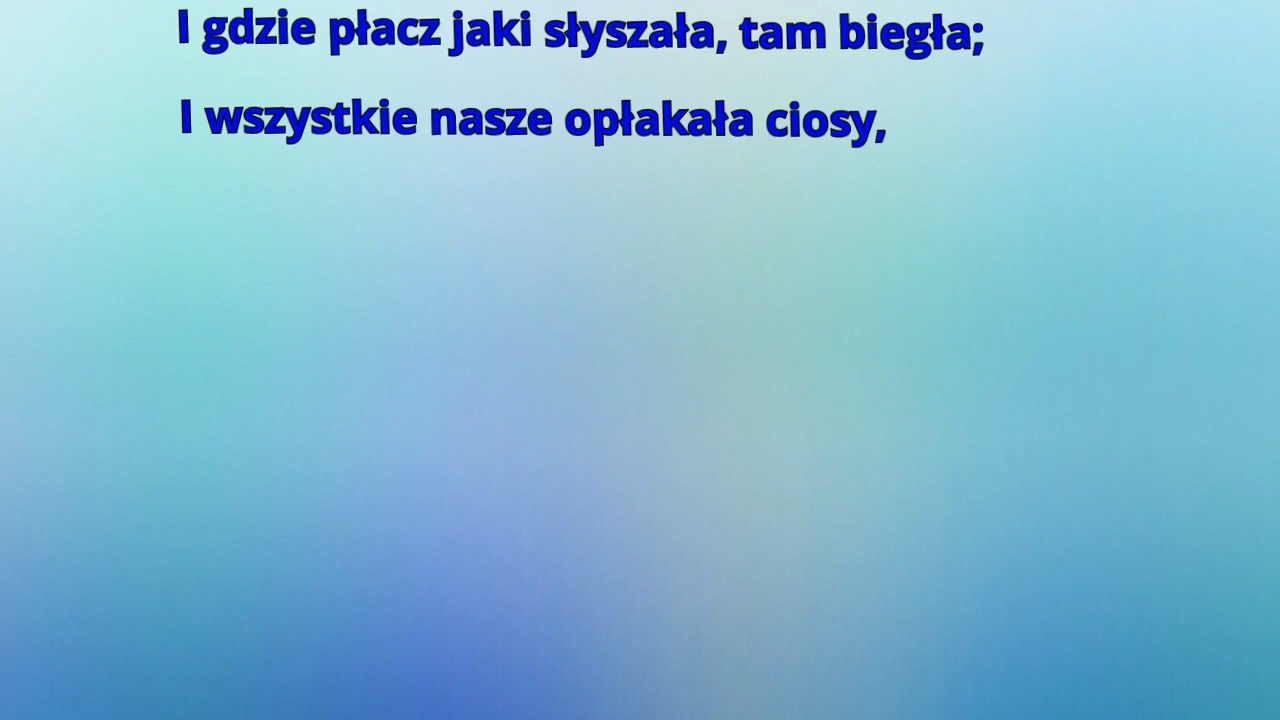 I gdzie płacz jaki słyszała, tam biegła;
I wszystkie nasze opłakała ciosy,